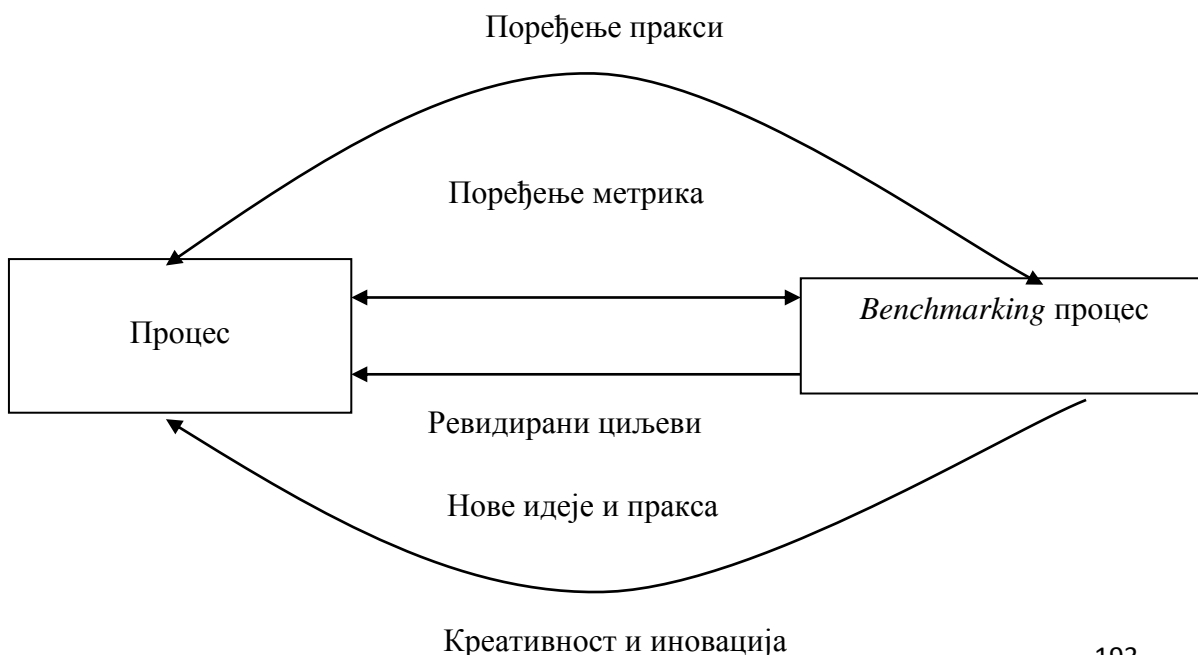 Поређење пракси
Поређење метрика
Процес
Benchmarking процес
Ревидирани циљеви
Нове идеје и пракса
Креативност и иновација